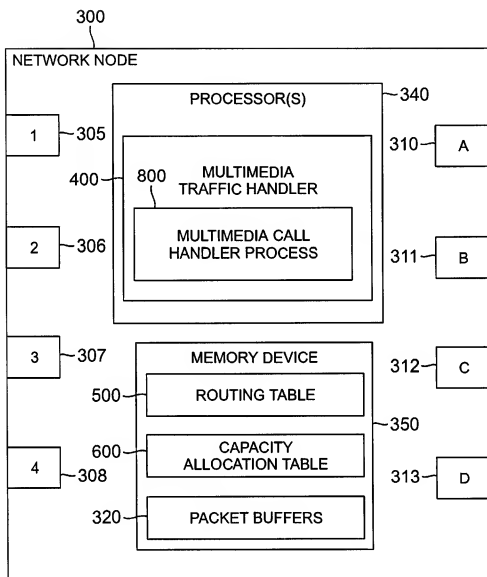 300
NETWORK NODE
PROCESSOR(S)
340
1
305
310
A
400
MULTIMEDIA
TRAFFIC HANDLER
800
MULTIMEDIA CALL
HANDLER PROCESS
2
306
311
B
3
307
MEMORY DEVICE
312
C
500
ROUTING TABLE
350
600
CAPACITY
ALLOCATION TABLE
4
308
313
D
320
PACKET BUFFERS